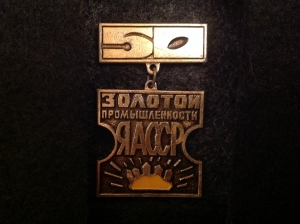 50
ЗОЛОТОЙ
ПРОМЫШЛЕННОСТИ
ЯАССР